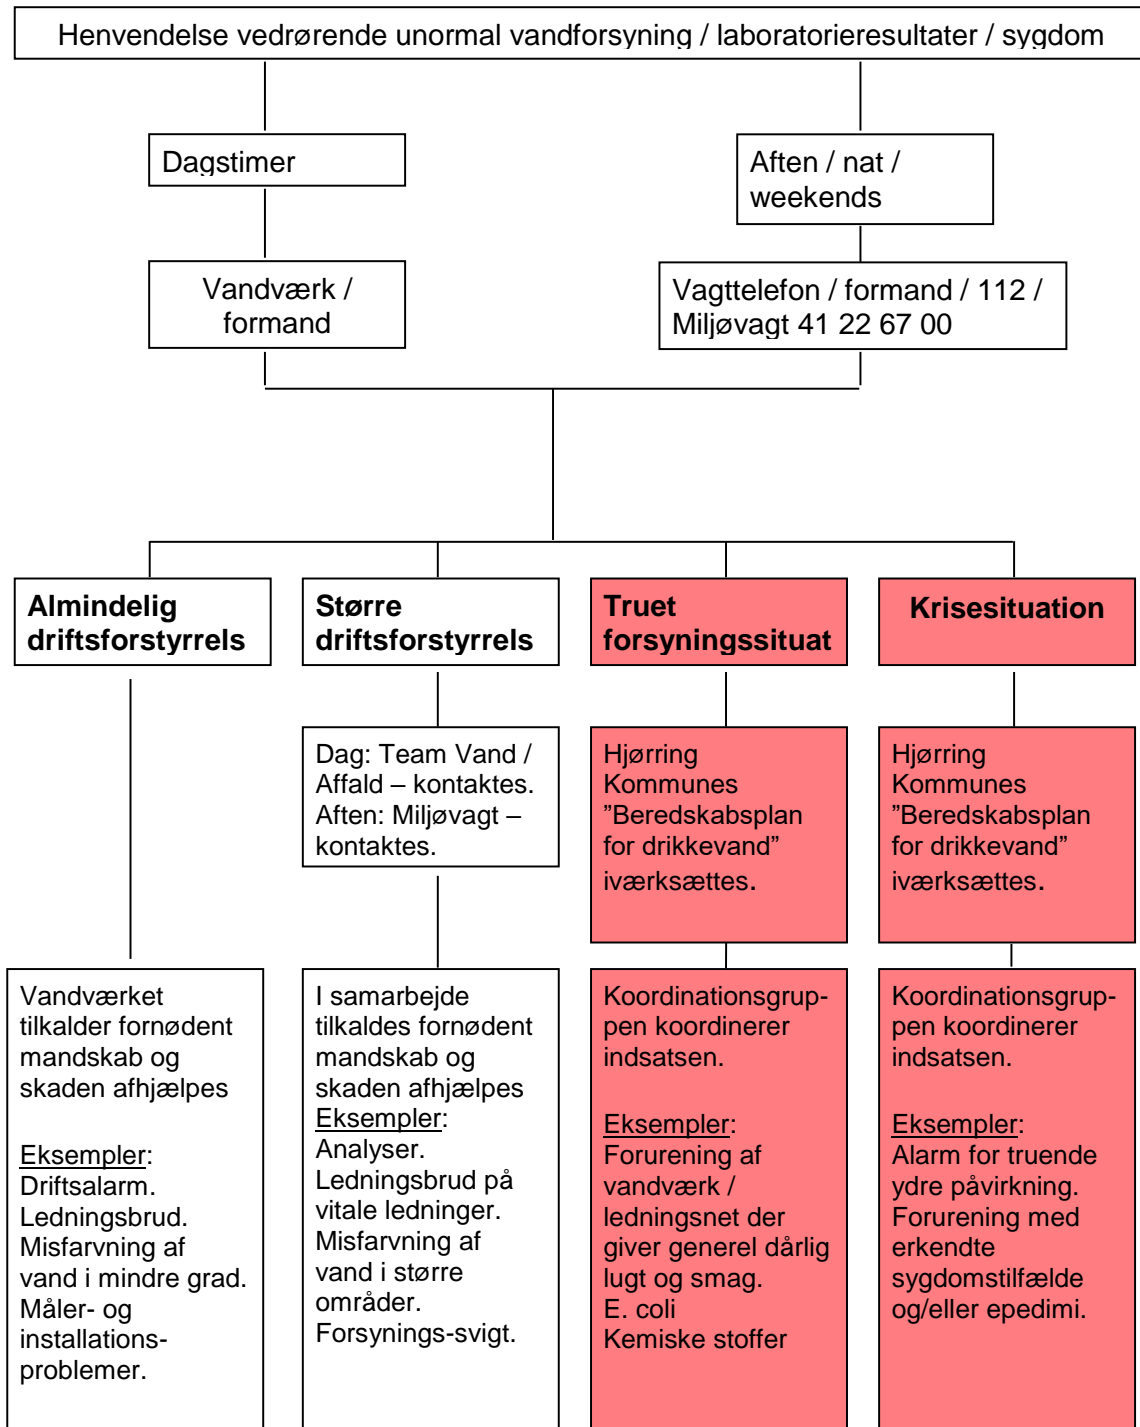 Henvendelse vedrørende unormal vandforsyning / laboratorieresultater / sygdom
Dagstimer
Aften / nat /
weekends
Vandværk /
formand
Vagttelefon / formand / 112 /
Miljøvagt 41 22 67 00
Almindelig
driftsforstyrrels
Større
driftsforstyrrels
Truet
forsyningssituat
Krisesituation
Dag: Team Vand /
Affald – kontaktes.
Aften: Miljøvagt –
kontaktes.
Hjørring
Kommunes
”Beredskabsplan
for drikkevand”
iværksættes.
Hjørring
Kommunes
”Beredskabsplan
for drikkevand”
iværksættes.
Vandværket
tilkalder fornødent
mandskab og
skaden afhjælpes
Eksempler:
Driftsalarm.
Ledningsbrud.
Misfarvning af
vand i mindre grad.
Måler- og
installations-
problemer.
I samarbejde
tilkaldes fornødent
mandskab og
skaden afhjælpes
Eksempler:
Analyser.
Ledningsbrud på
vitale ledninger.
Misfarvning af
vand i større
områder.
Forsynings-svigt.
Koordinationsgrup-
pen koordinerer
indsatsen.
Eksempler:
Forurening af
vandværk /
ledningsnet der
giver generel dårlig
lugt og smag.
E. coli
Kemiske stoffer
Koordinationsgrup-
pen koordinerer
indsatsen.
Eksempler:
Alarm for truende
ydre påvirkning.
Forurening med
erkendte
sygdomstilfælde
og/eller epedimi.